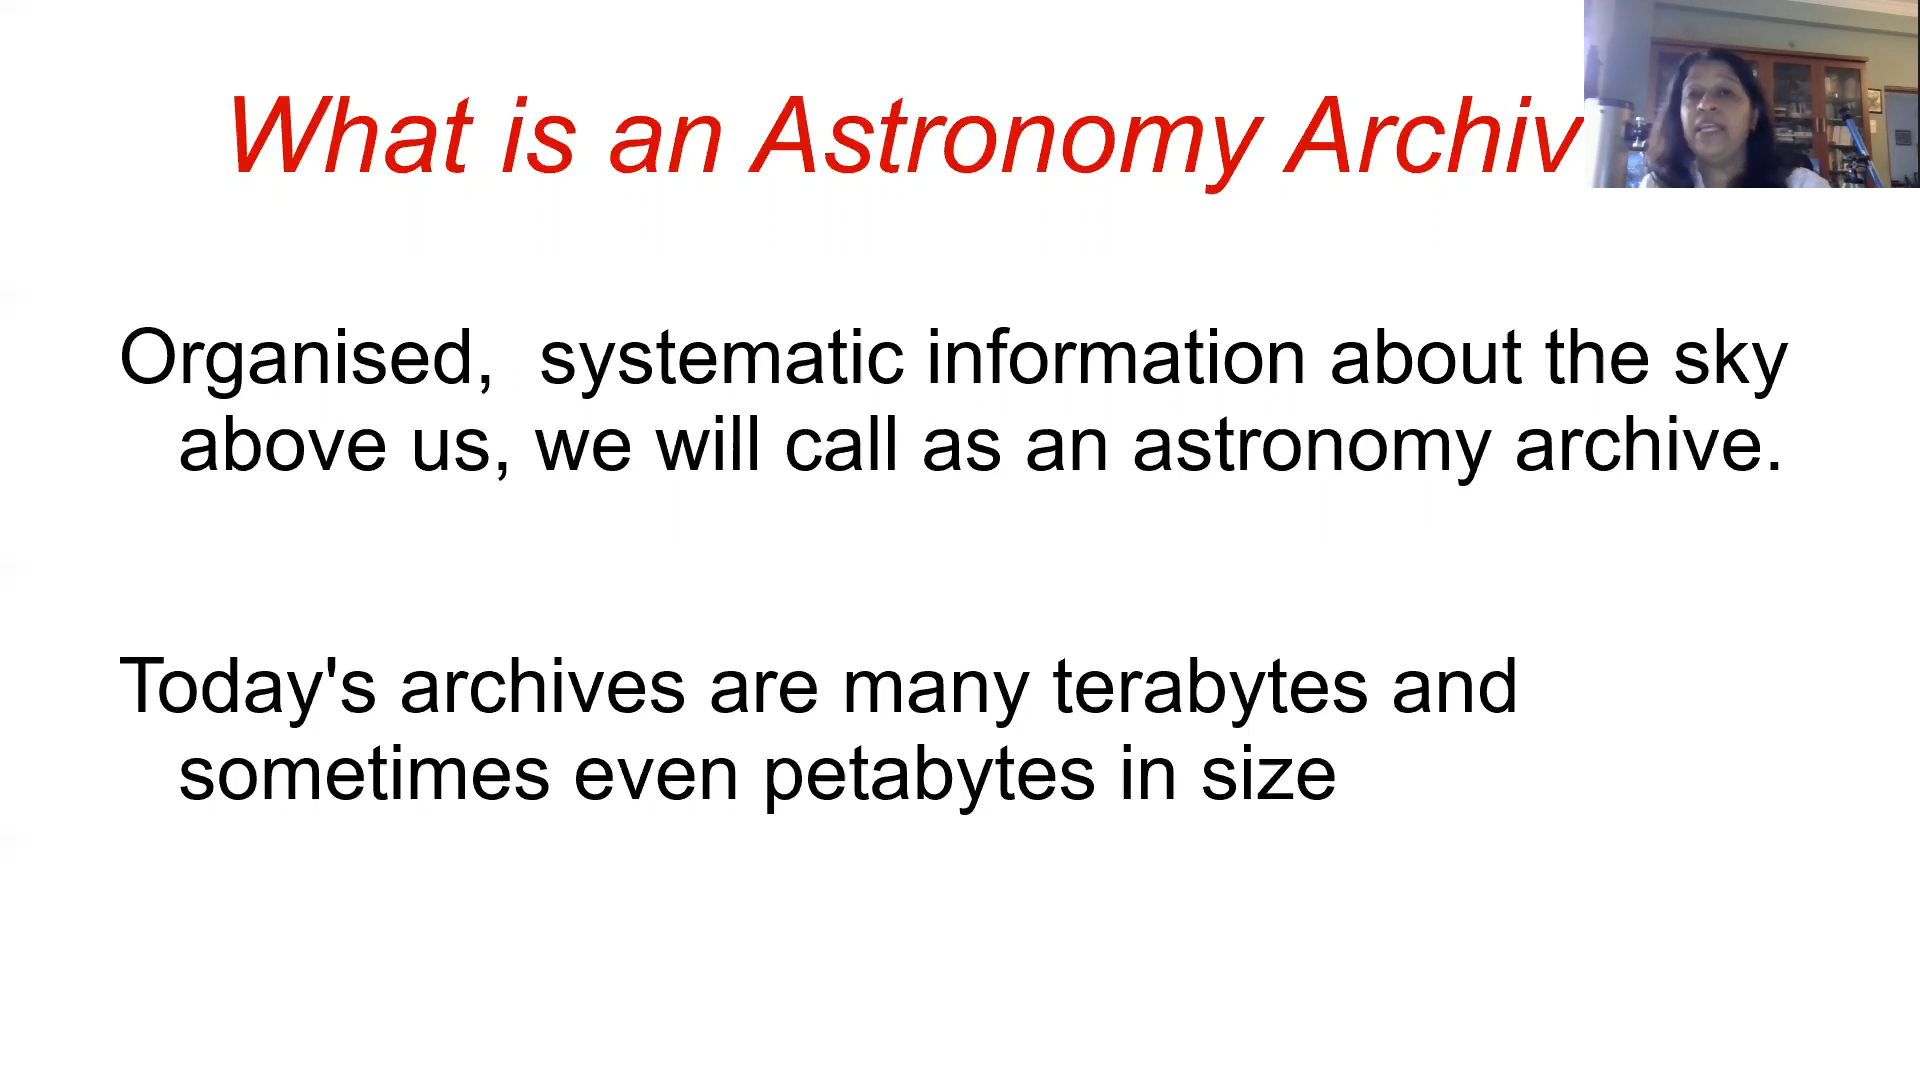 What is an Astronomy Archiv
Organised,  systematic information about the sky
above us, we will call as an astronomy archive.
Today's archives are many terabytes and
sometimes even petabytes in size